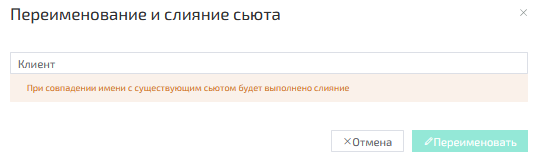 Переименование и слияние сьюта
Клиент
При совпадении имени с существующим сьютом будет выполнено слияние
Отмена
Переименовать